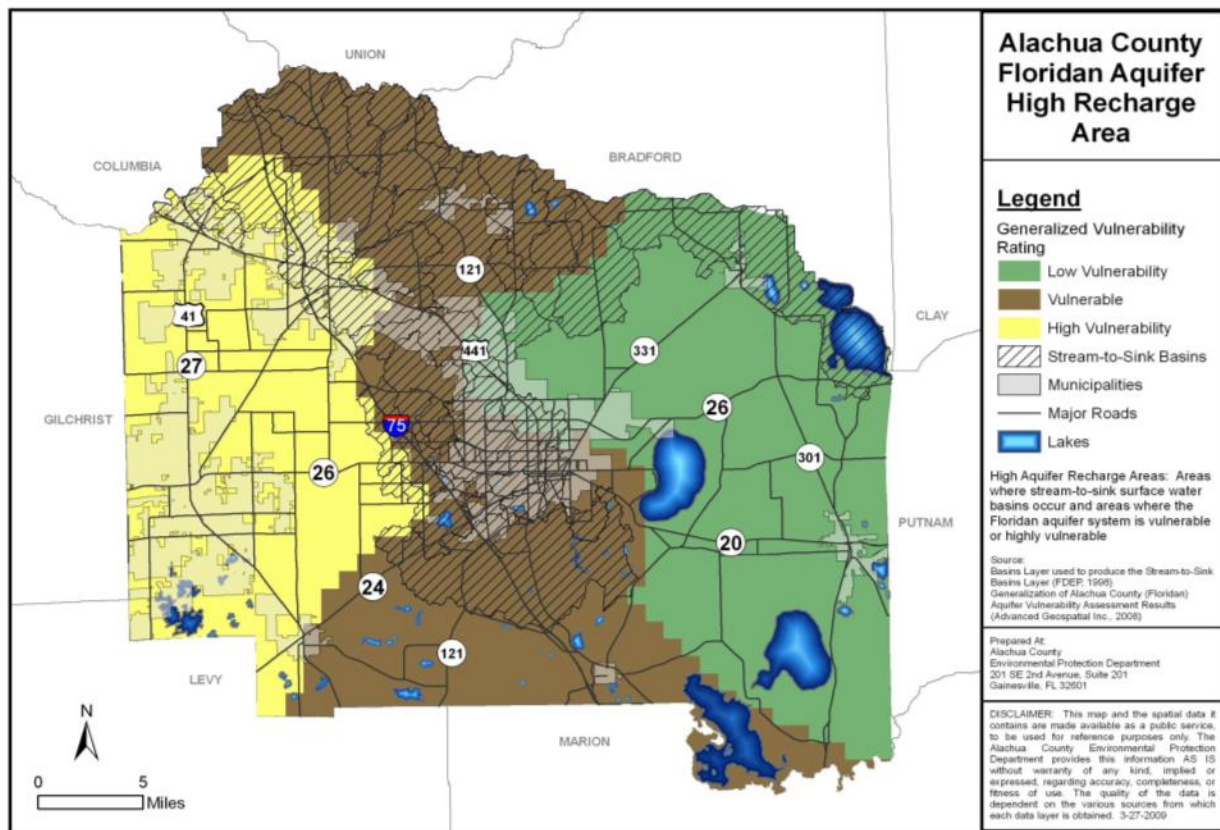 Alachua County
Floridan Aquifer
High Recharge
Area
Legend
Generalized Vulnerability
Rating
Low Vulnerability
Vulnerable
High Vulnerability
Stream-to-Sink Basins
Municipalities
Major Roads
Lakes
High Aquifer Recharge Areas: Areas
where stream-to-sink surface water
basins occur and areas where the
Floridan aquifer system is vulnerable
or highly vulnerable
Source:
Basins Layer used to produce the Stream-to-Sink
Basins Layer (FDEP, 1998)
Generalization of Alachua County (Floridan)
Aquifer Vulnerability Assessment Results
(Advanced Geospatial Inc., 2008)
Prepared At:
Alachua County
Environmental Protection Department
201 SE 2nd Avenue, Suite 201
Gainesville, FL 32601
DISCLAIMER: This map and the spatial data it
contains are made available as a public service,
to be used for reference purposes only. The
Alachua County Environmental Protection
Department provides this information AS IS
without warranty of any kind, implied or
expressed, regarding accuracy, completeness, or
fitness of use. The quality of the data is
dependent on the various sources from which
each data layer is obtained. 3-27-2009
UNION
COLUMBIA
BRADFORD
121
41
CLAY
441
331
27
26
GILCHRIST
75
301
26
PUTNAM
20
24
121
LEVY
MARION
N
0 5
Miles